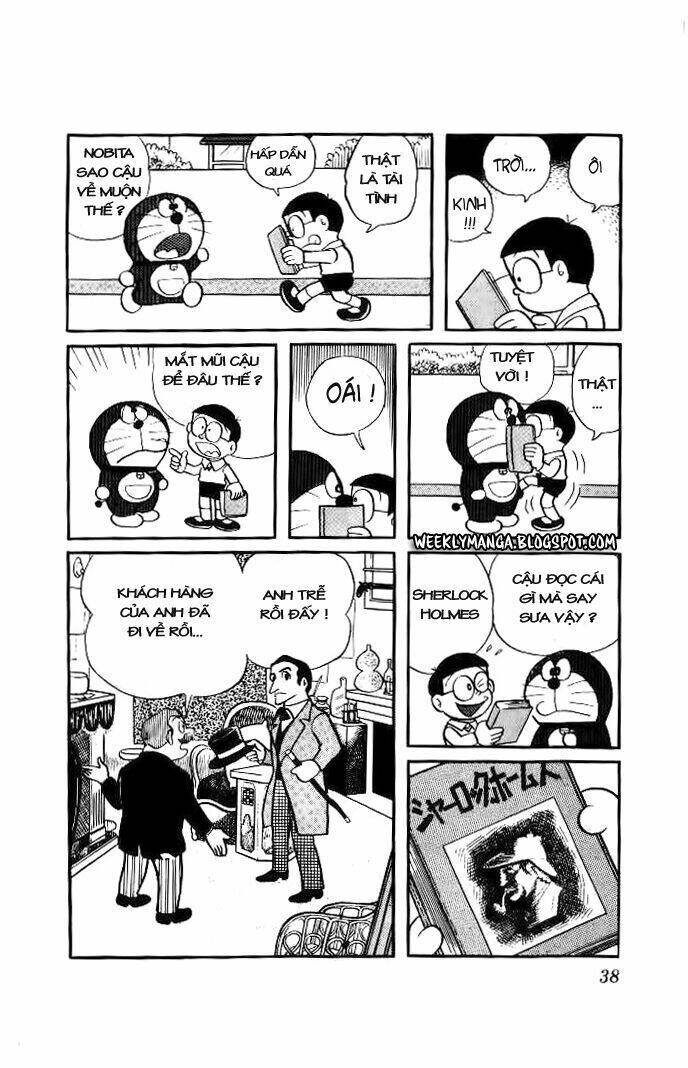 NOBITA
SAO CẬU
VỀ MUỘN
THẾ ?
HẤP DẪN
QUÁ
THẬT
LÀ TÀI
TÌNH
KINH
!!!
TRỜI...
ÔI
MẮT MŨI CẬU
ĐỂ ĐÂU THẾ ?
OÁI !
TUYỆT
VỜI !
THẬT
...
WEEKLYMANGA.BLOGSPOT.COM
KHÁCH HÀNG
CỦA ANH ĐÃ
ĐI VỀ RỒI...
ANH TRỄ
RỒI ĐẤY !
SHERLOCK
HOLMES
CẬU ĐỌC CÁI
GÌ MÀ SAY
SƯA VẬY ?
シャーロックホームズ
38